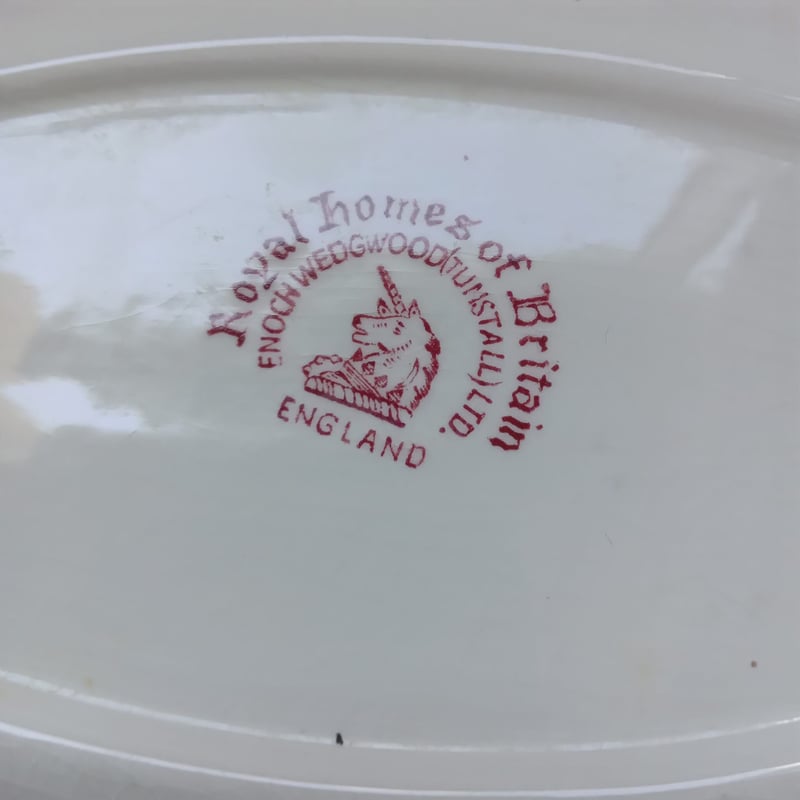 Royal homes of Britain
ENOCH WEDGWOOD (TUNSTALL) LTD.
ENGLAND